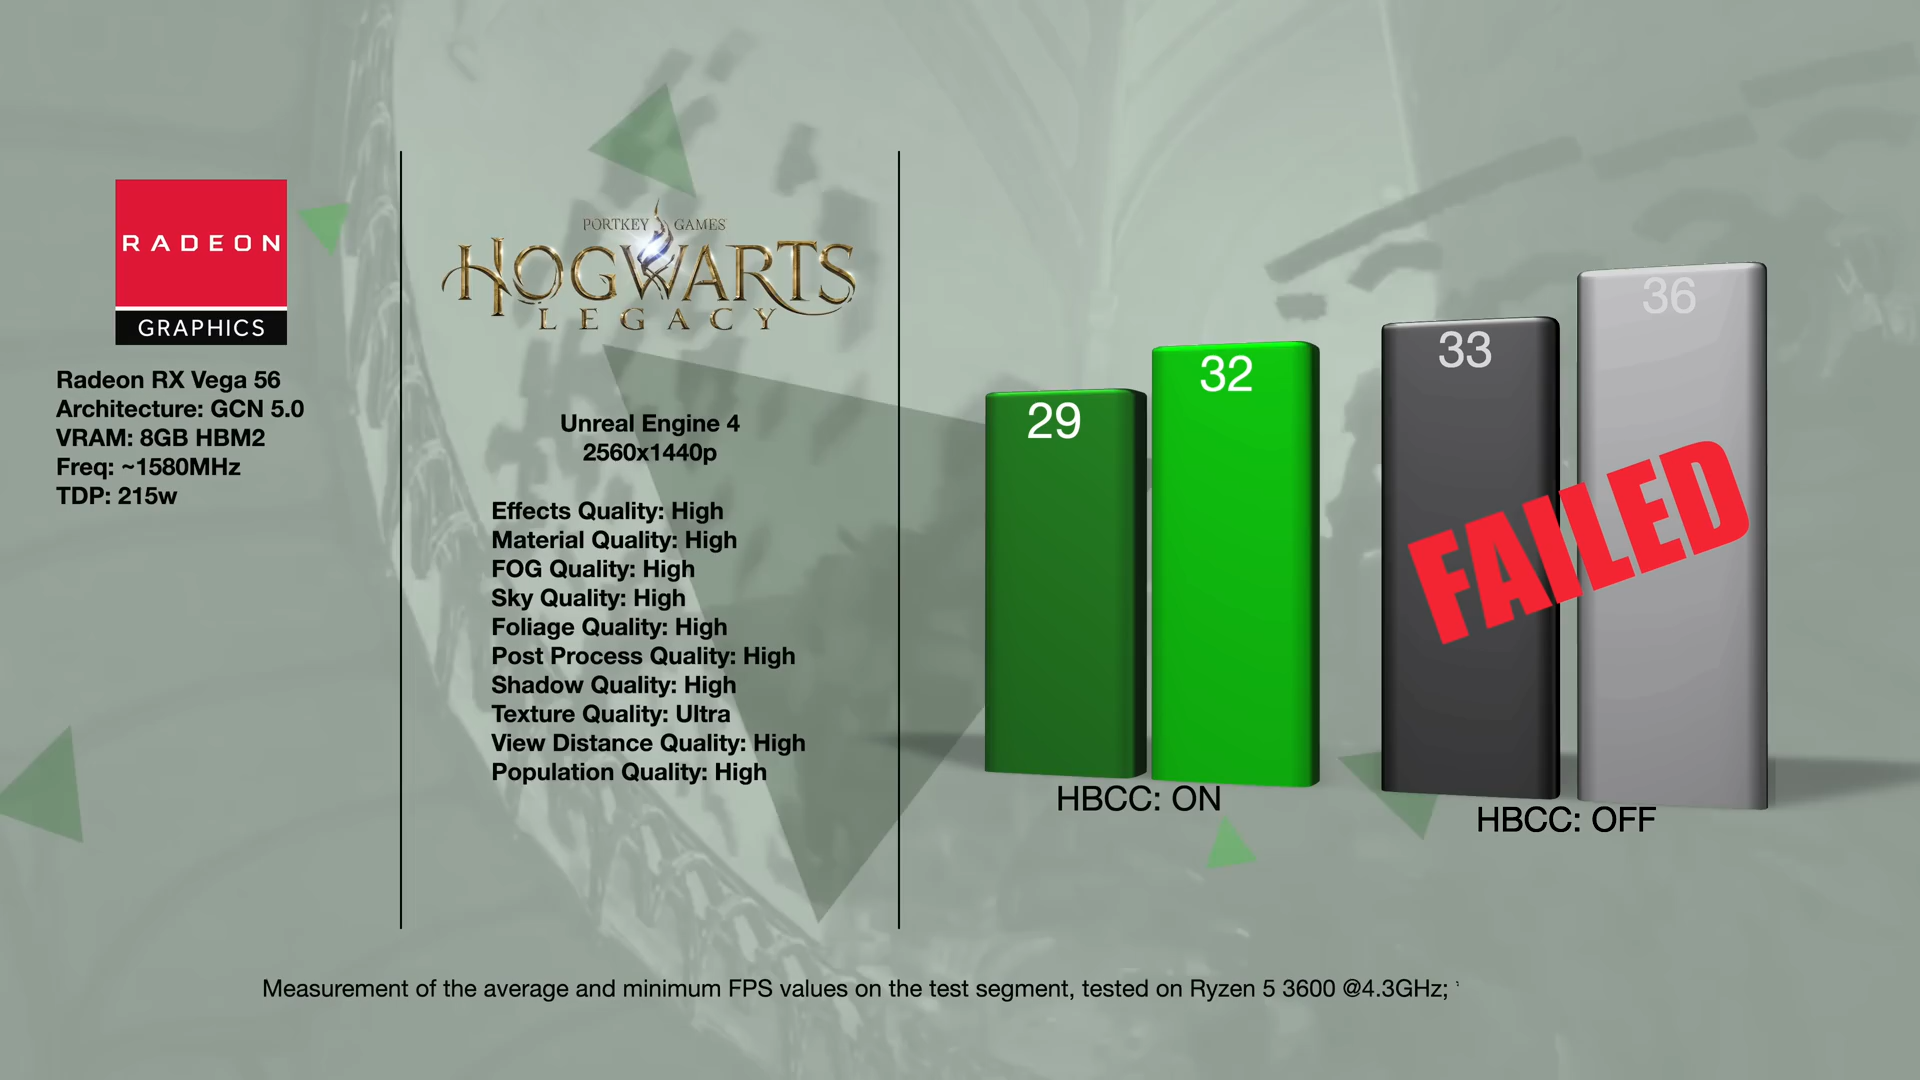 RADEON
GRAPHICS
Radeon RX Vega 56
Architecture: GCN 5.0
VRAM: 8GB HBM2
Freq: ~1580MHz
TDP: 215w
PORTKEY GAMES
HOGWARTS
LEGACY
Unreal Engine 4
2560x1440p
Effects Quality: High
Material Quality: High
FOG Quality: High
Sky Quality: High
Foliage Quality: High
Post Process Quality: High
Shadow Quality: High
Texture Quality: Ultra
View Distance Quality: High
Population Quality: High
29
32
33
36
FAILED
HBCC: ON
HBCC: OFF
Measurement of the average and minimum FPS values on the test segment, tested on Ryzen 5 3600 @4.3GHz;